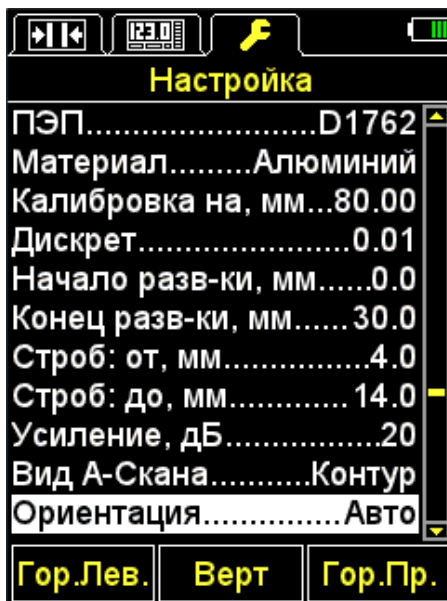 123.0
Настройка
ПЭП........................D1762
Материал.........Алюминий
Калибровка на, мм...80.00
Дискрет.......................0.01
Начало разв-ки, мм......0.0
Конец разв-ки, мм...... 30.0
Строб: от, мм.................4.0
Строб: до, мм............. 14.0
Усиление, дБ.................20
Вид А-Скана...........Контур
Ориентация...............Авто
Гор.Лев. Верт Гор.Пр.